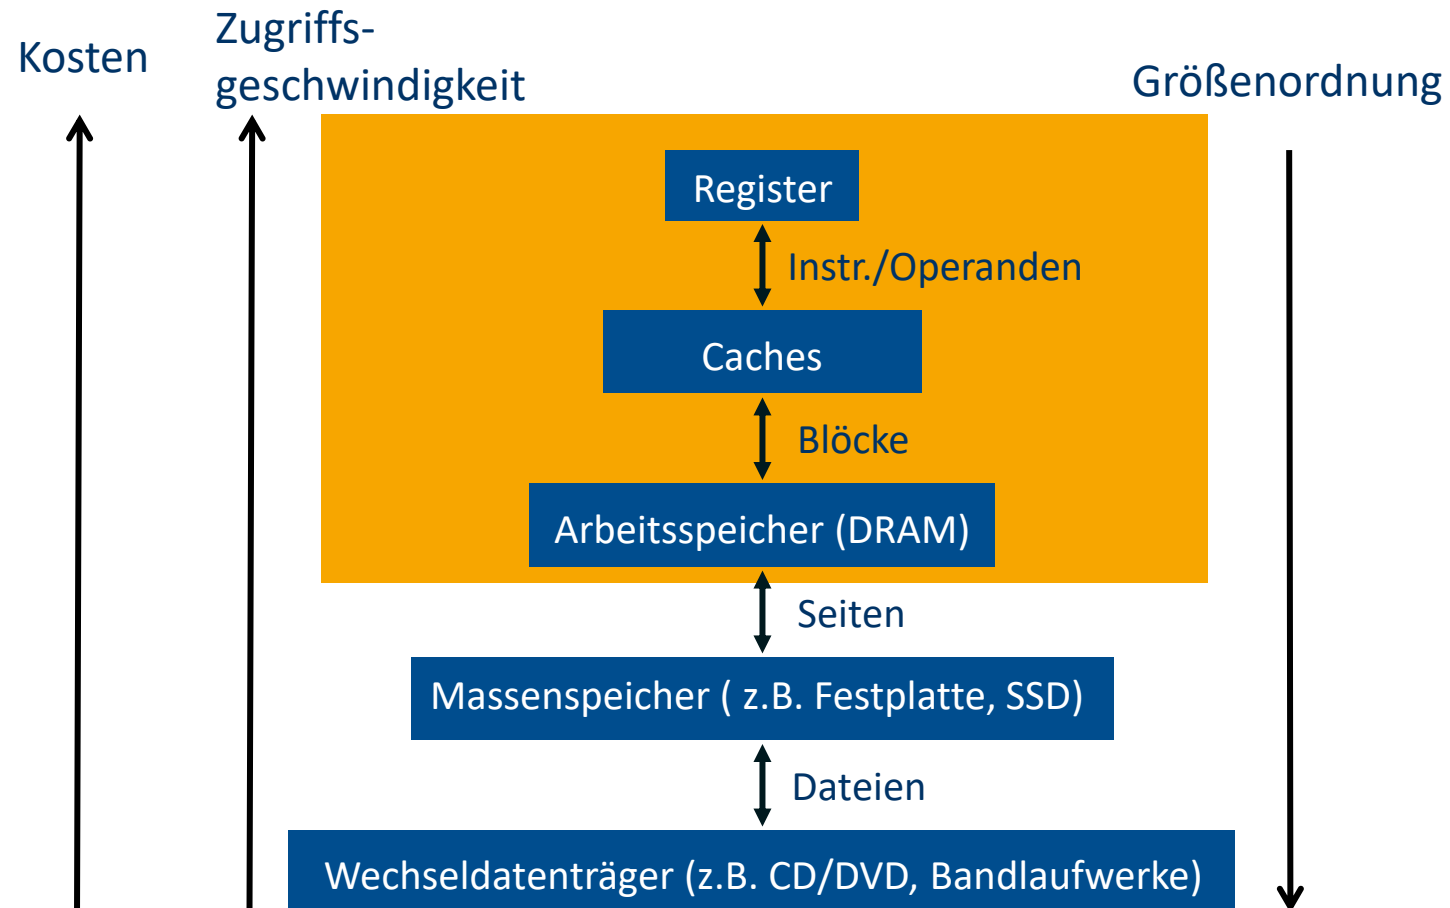 Kosten
Zugriffs-
geschwindigkeit
Größenordnung
Register
Instr./Operanden
Caches
Blöcke
Arbeitsspeicher (DRAM)
Seiten
Massenspeicher ( z.B. Festplatte, SSD)
Dateien
Wechseldatenträger (z.B. CD/DVD, Bandlaufwerke)